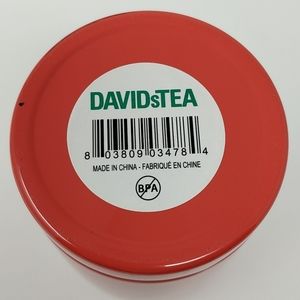 DAVIDsTEA
8 03809 03478 4
MADE IN CHINA - FABRIQUÉ EN CHINE
BPA